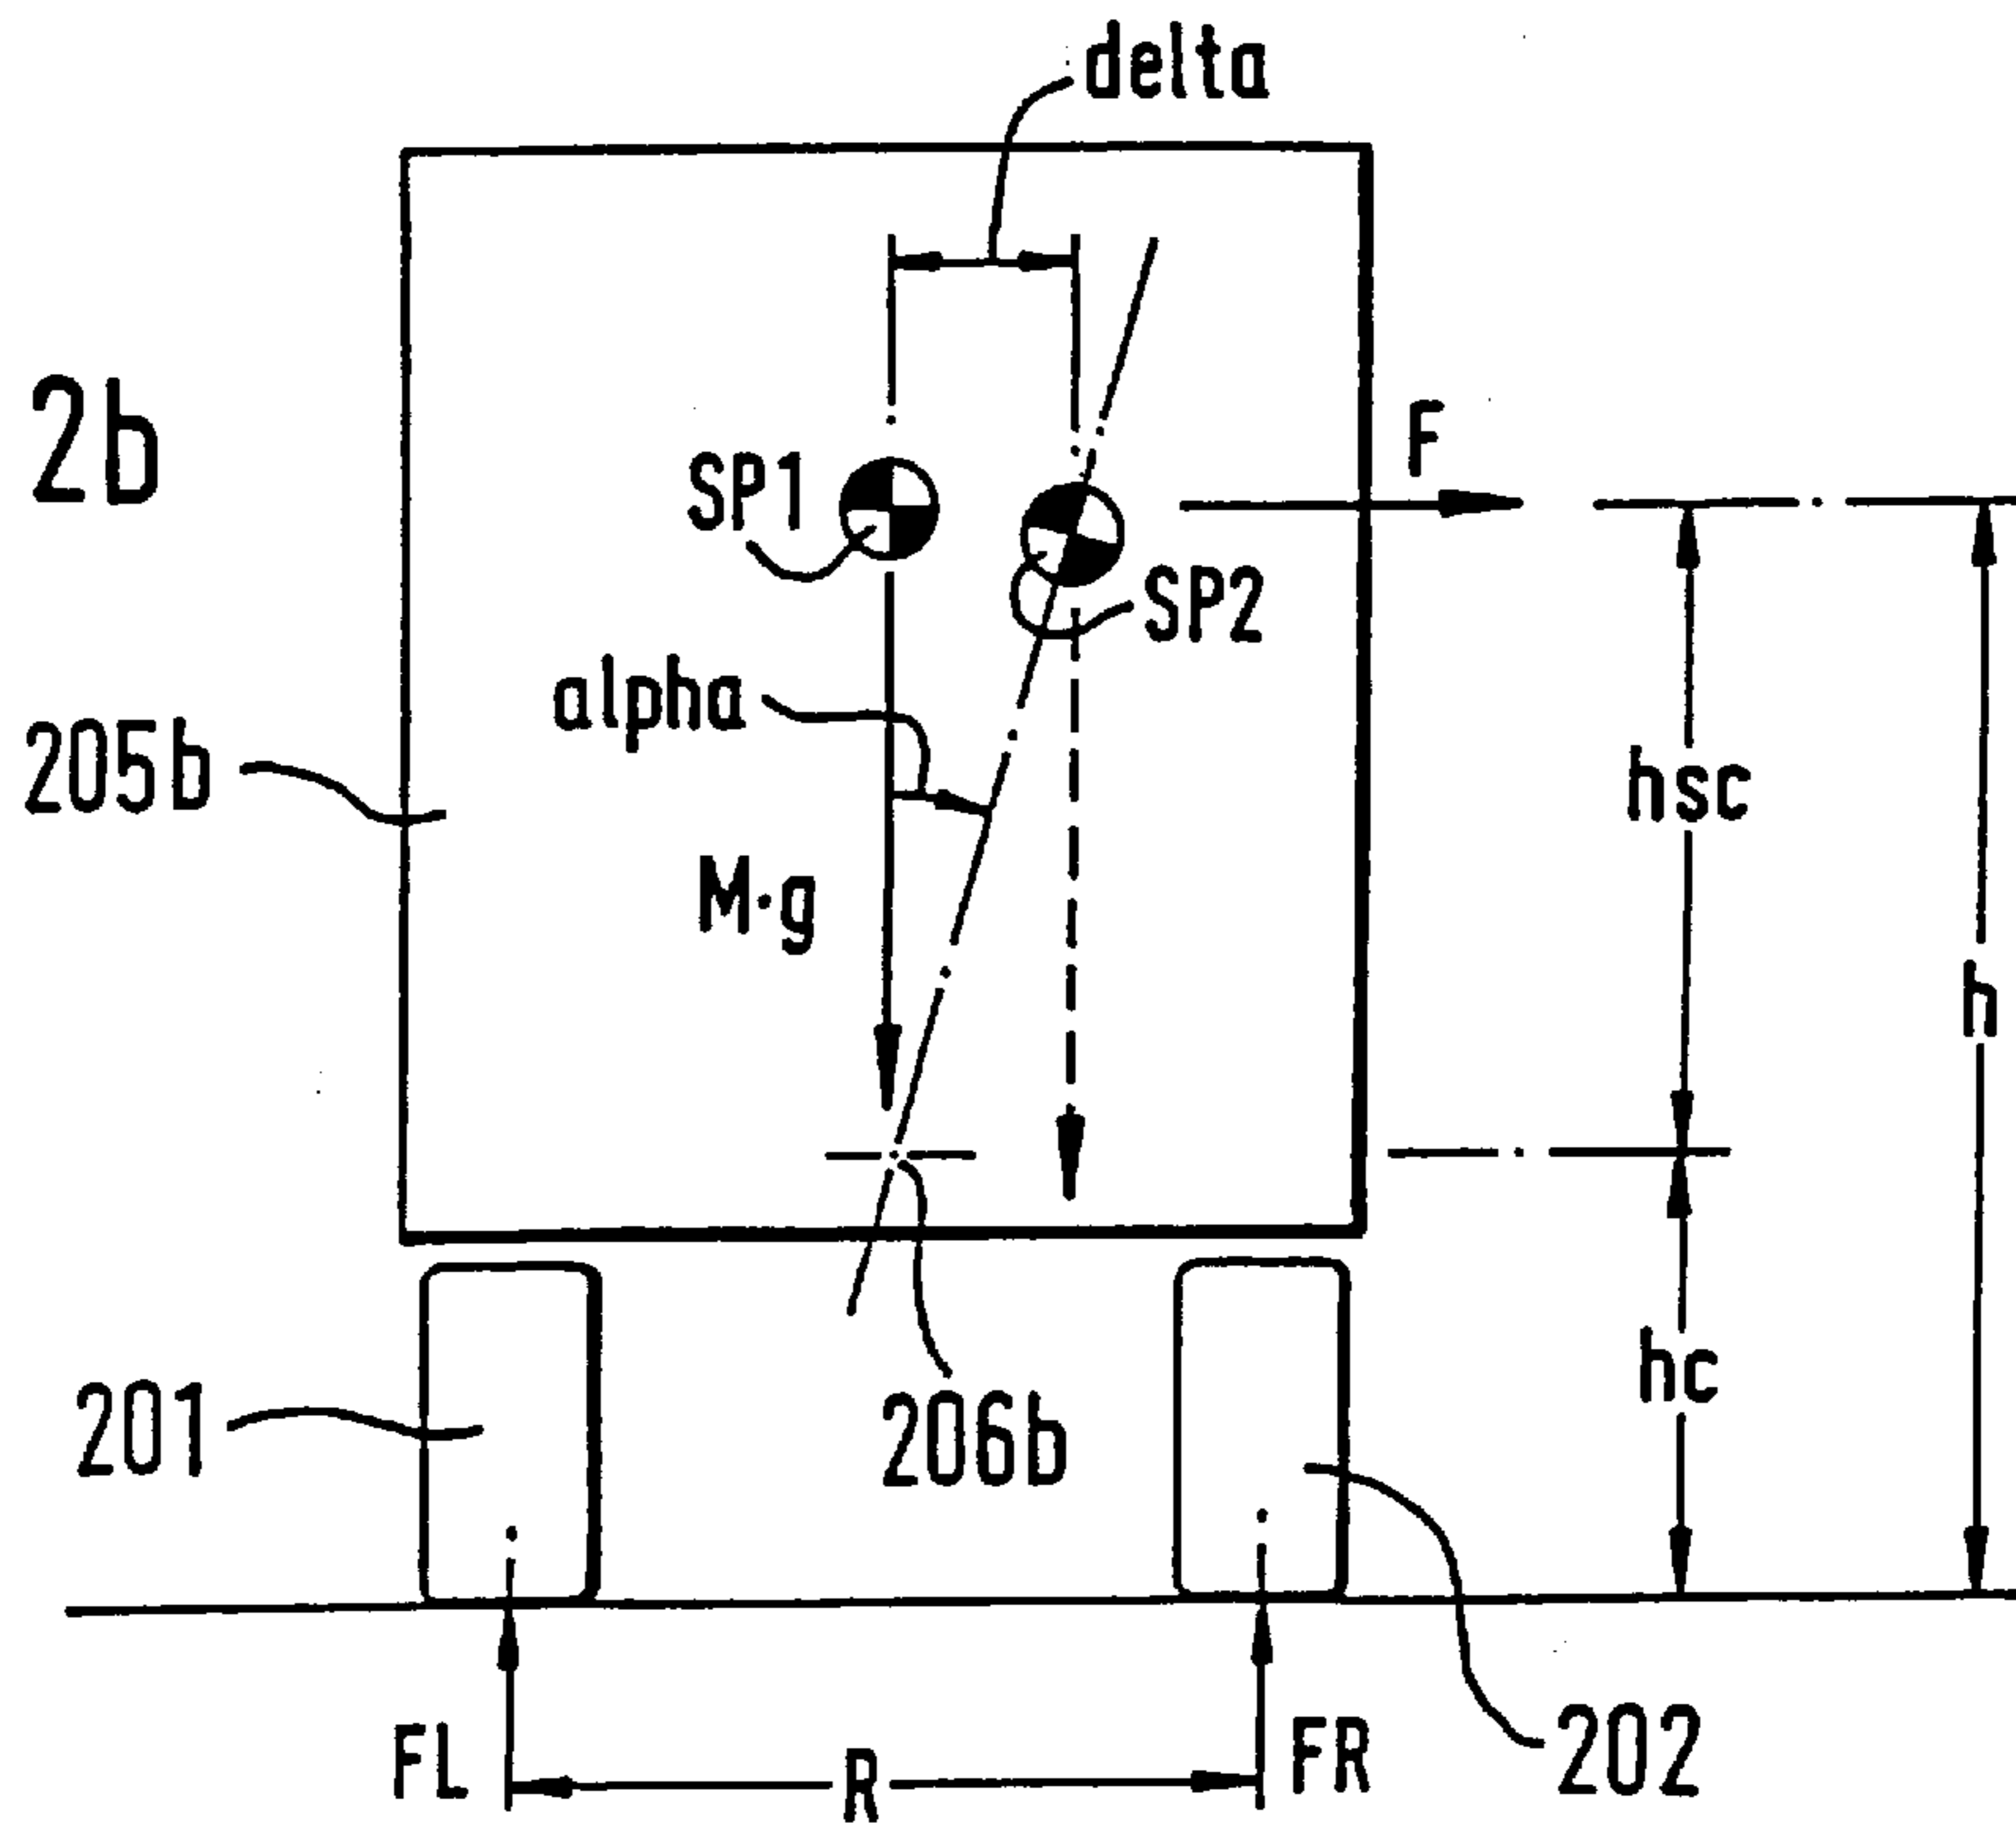 delta
2b
F
SP1
SP2
alpha
205b
hsc
M·g
h
hc
201
206b
FL
R
FR
202